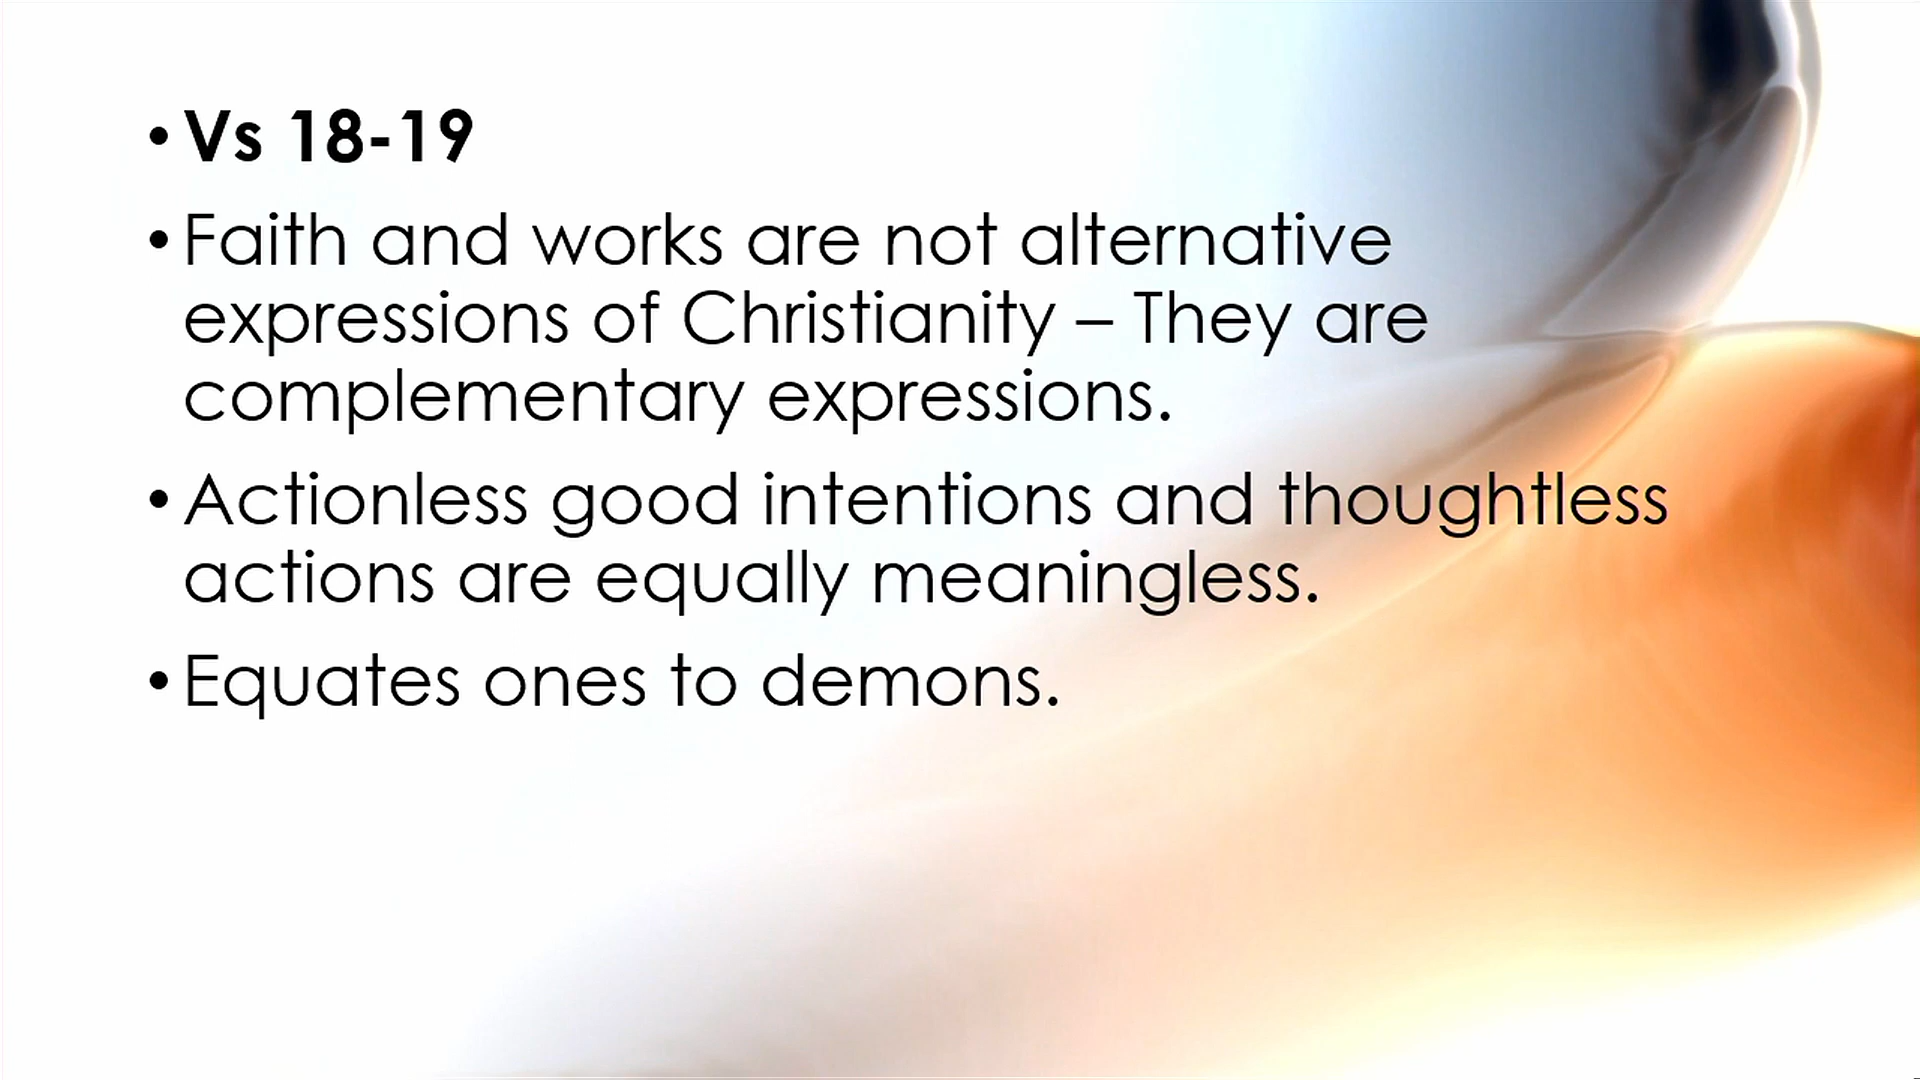 • Vs 18-19
• Faith and works are not alternative
expressions of Christianity – They are
complementary expressions.
• Actionless good intentions and thoughtless
actions are equally meaningless.
• Equates ones to demons.